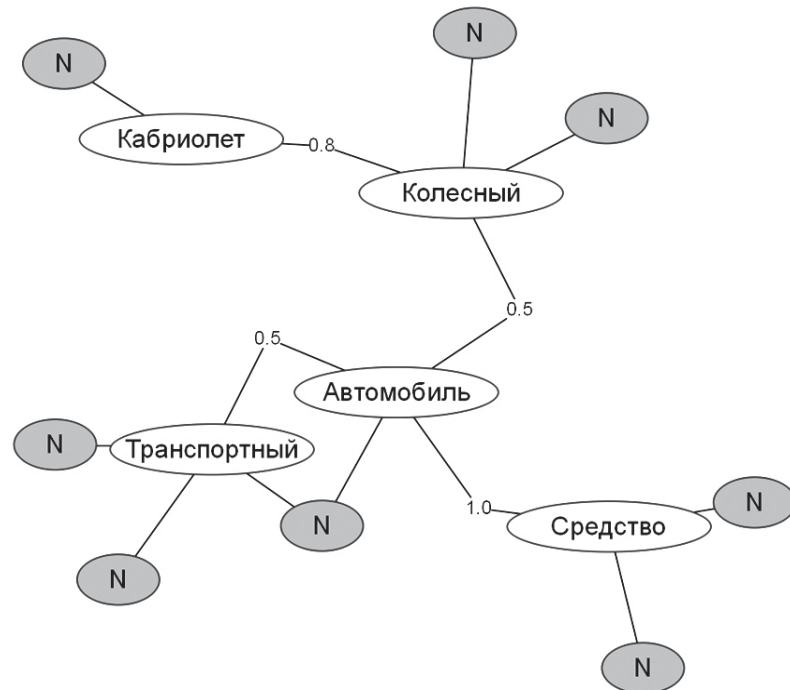 N
N
N
Кабриолет
0.8
Колесный
0.5
0.5
Автомобиль
N
Транспортный
N
1.0
Средство
N
N
N